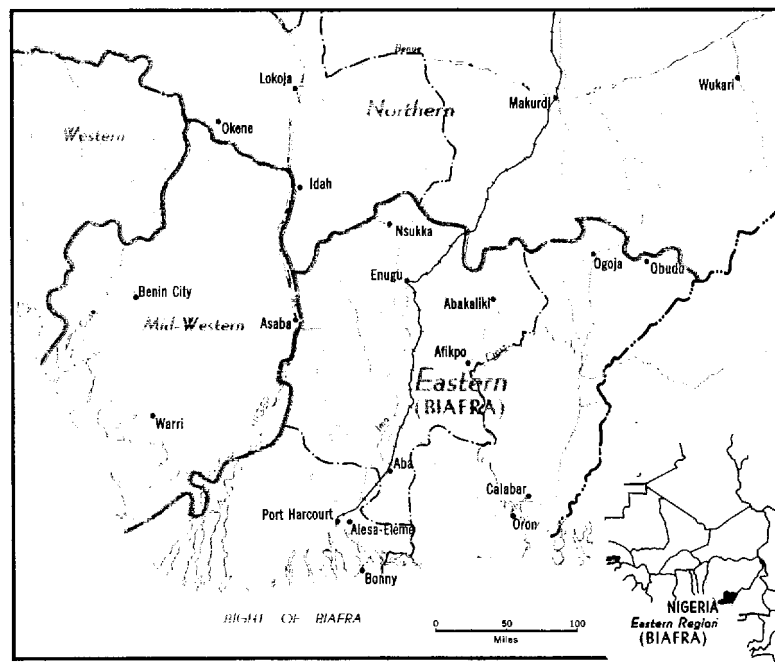 Benue
Lokoja
Wukari
Makurdi
Northern
Okene
Western
Idah
Nsukka
Ogoja
Obudu
Enugu
Benin City
Abakaliki
Asaba
Mid-Western
Afikpo
Cross
Eastern
(BIAFRA)
Warri
Imo
Aba
Calabar
Port Harcourt
Alesa-Eleme
Oron
Bonny
BIGHT OF BIAFRA
0 50 100
Miles
NIGERIA
Eastern Region
(BIAFRA)